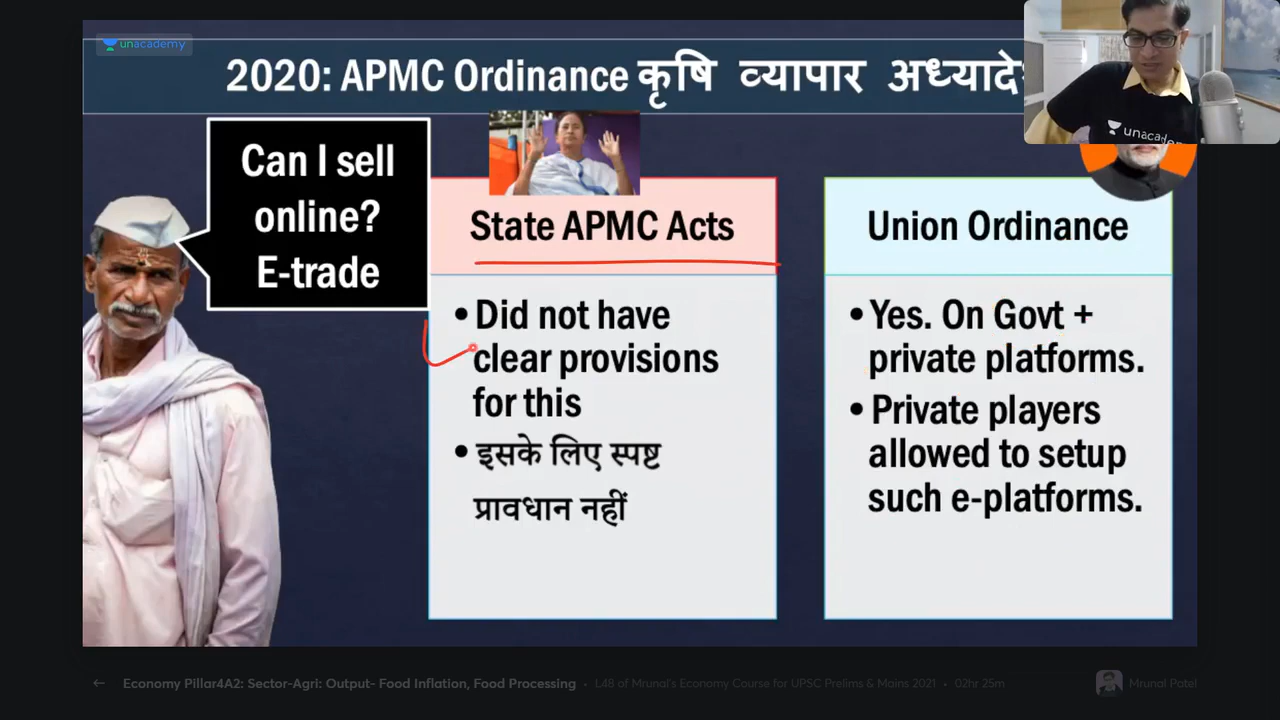 unacademy
2020: APMC Ordinance कृषि व्यापार
unacademy
Can I sell
online?
E-trade
State APMC Acts
• Did not have
clear provisions
for this
• इसके लिए स्पष्ट
प्रावधान नहीं
Union Ordinance
• Yes. On Govt +
private platforms.
• Private players
allowed to setup
such e-platforms.
← Economy Pillar4A2: Sector-Agri: Output- Food Inflation, Food Processing • L48 of Mrunal's Economy Course for UPSC Prelims & Mains 2021 • 02hr 25m
Mrunal Patel